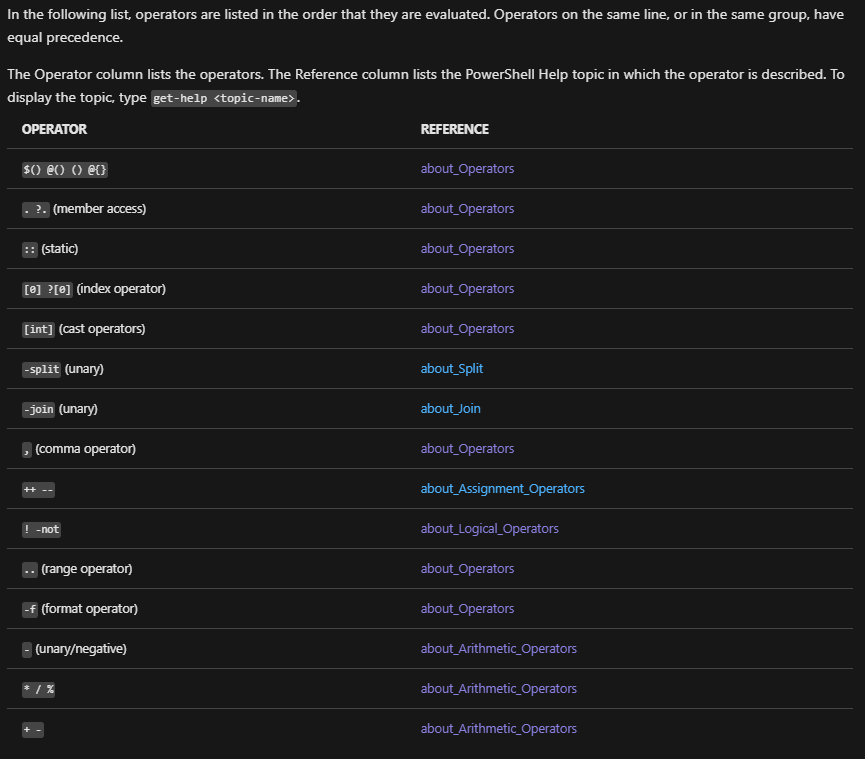 In the following list, operators are listed in the order that they are evaluated. Operators on the same line, or in the same group, have
equal precedence.
The Operator column lists the operators. The Reference column lists the PowerShell Help topic in which the operator is described. To
display the topic, type get-help <topic-name>.
OPERATOR REFERENCE
$() @() () @{} about_Operators
. ?. (member access) about_Operators
:: (static) about_Operators
[0] ?[0] (index operator) about_Operators
[int] (cast operators) about_Operators
-split (unary) about_Split
-join (unary) about_Join
, (comma operator) about_Operators
++ -- about_Assignment_Operators
! -not about_Logical_Operators
.. (range operator) about_Operators
-f (format operator) about_Operators
- (unary/negative) about_Arithmetic_Operators
* / % about_Arithmetic_Operators
+ - about_Arithmetic_Operators